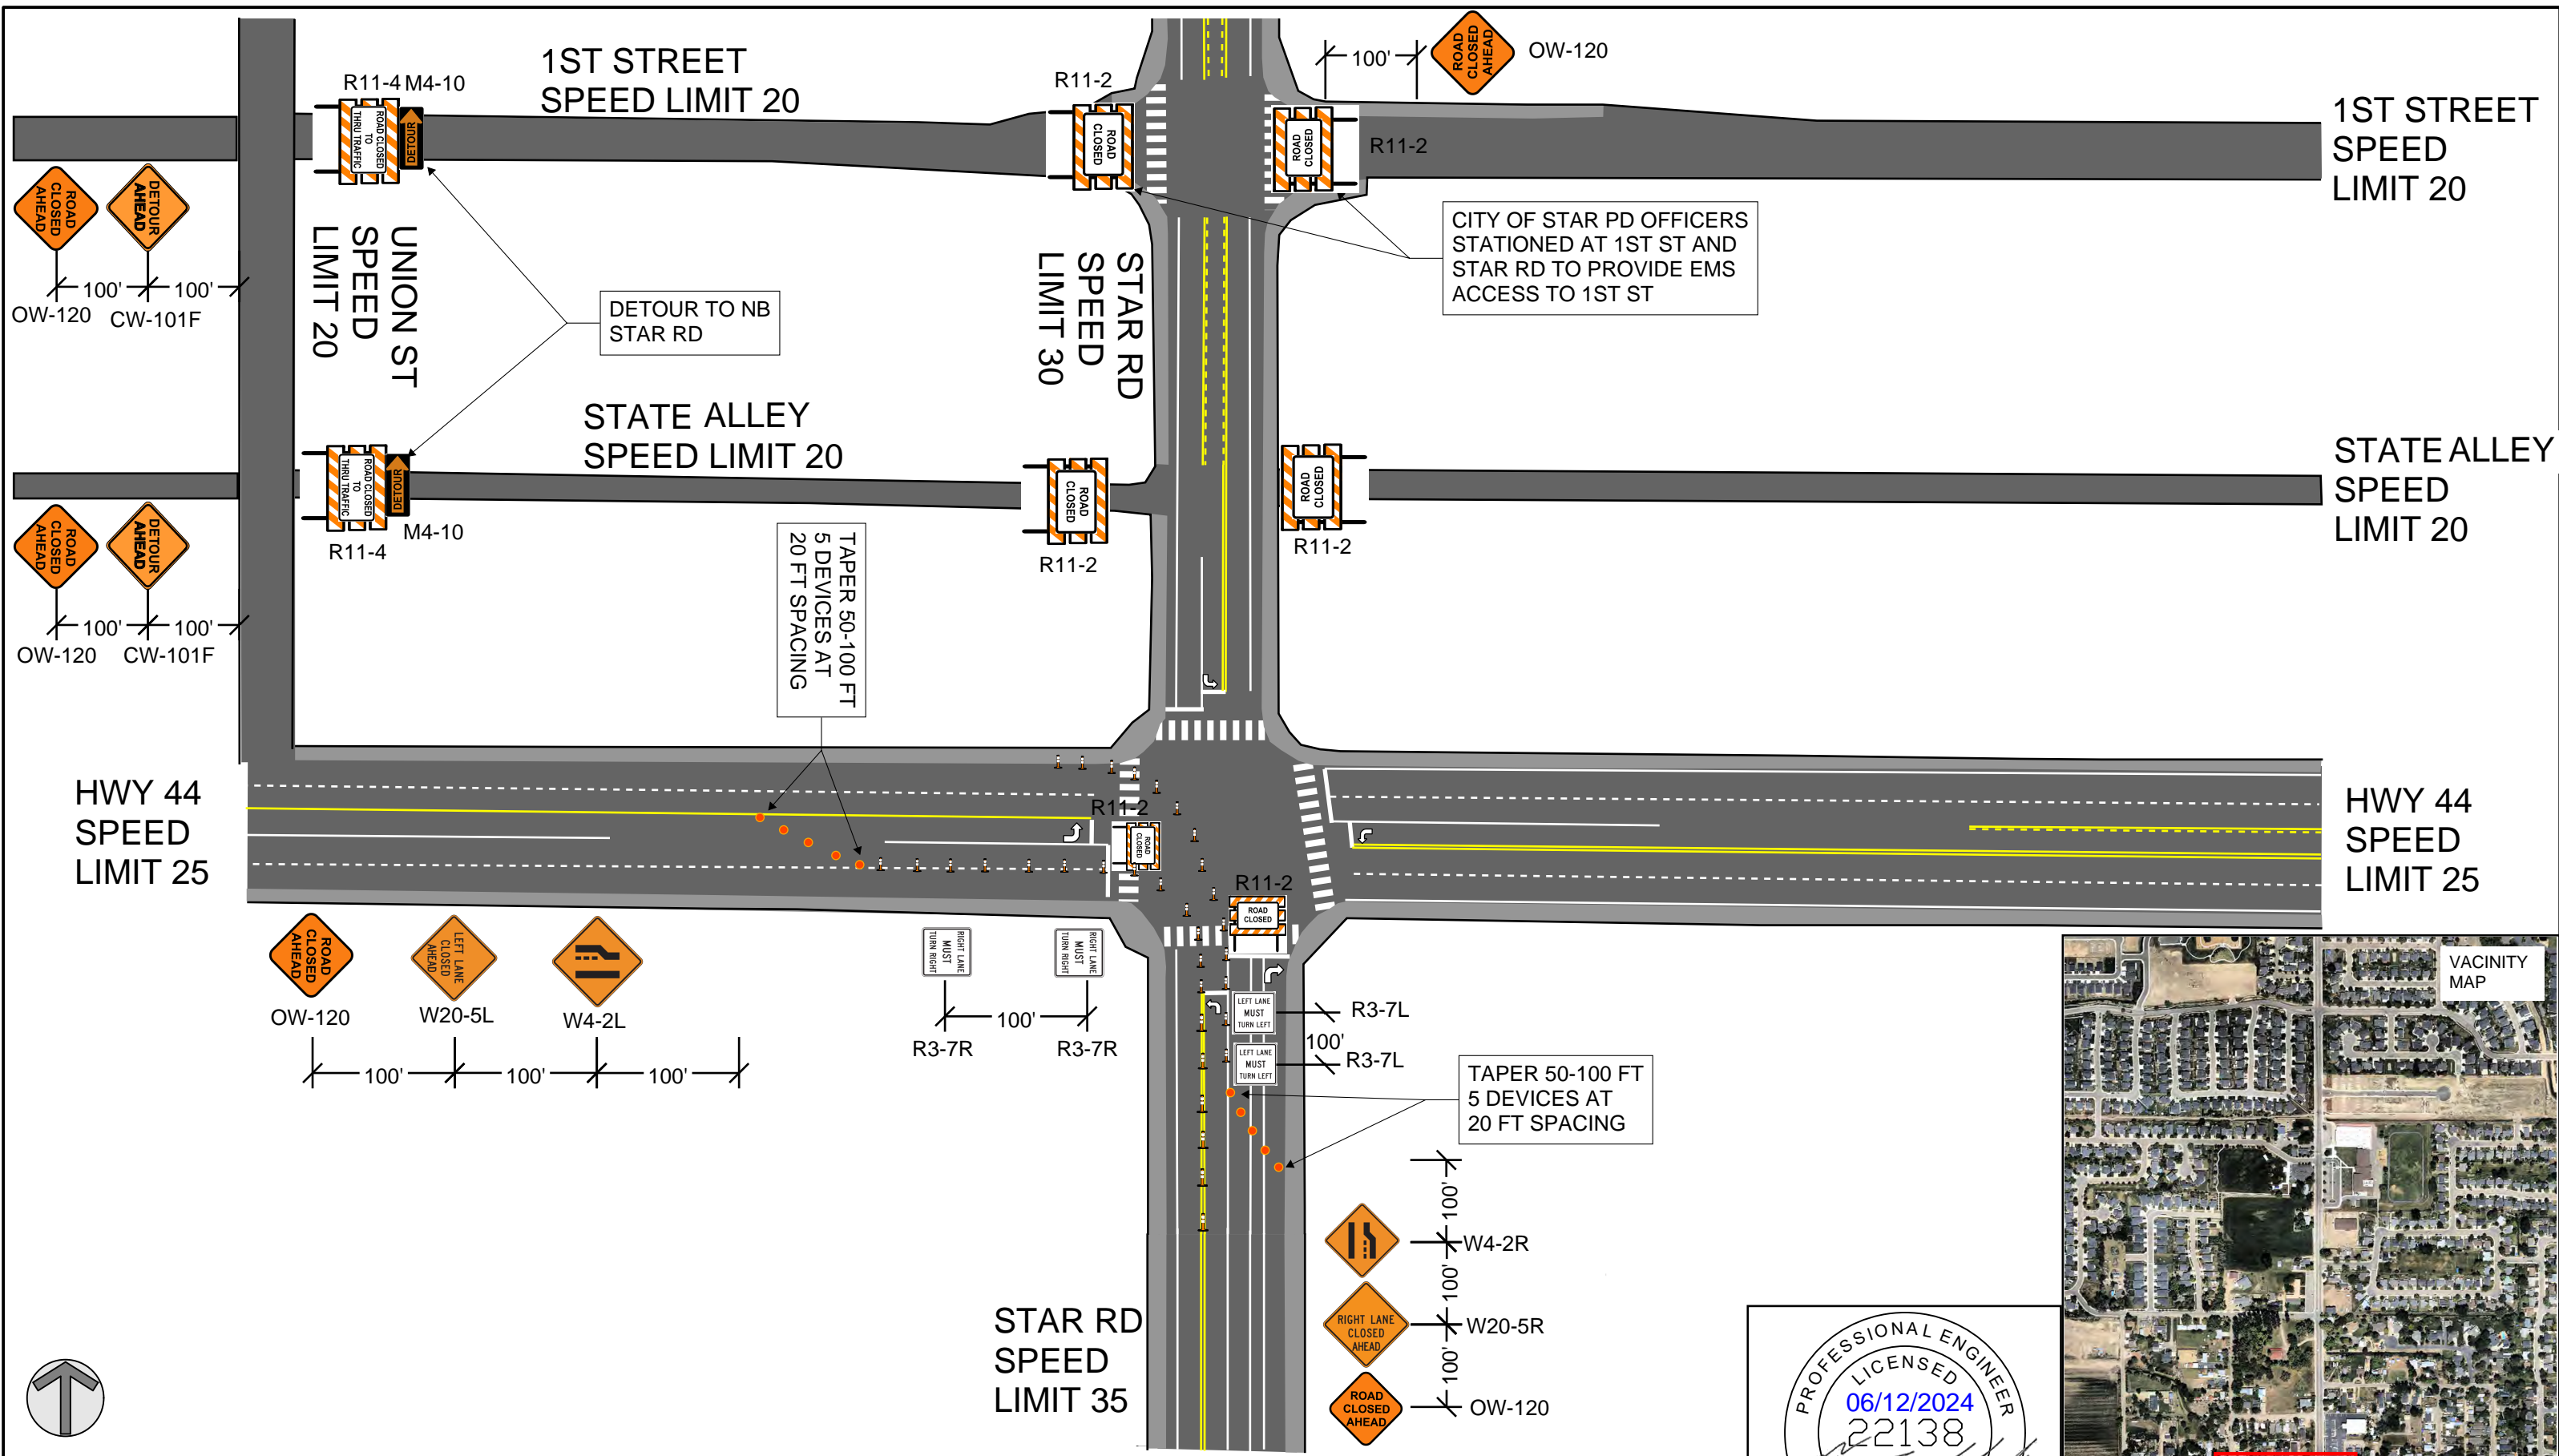 1ST STREET
SPEED LIMIT 20
R11-4 M4-10
ROAD CLOSED
TO
THRU TRAFFIC
DETOUR
R11-2
ROAD
CLOSED
ROAD
CLOSED
R11-2
100'
ROAD
CLOSED
AHEAD
OW-120
1ST STREET
SPEED
LIMIT 20
ROAD
CLOSED
AHEAD
DETOUR
AHEAD
100'
100'
OW-120
CW-101F
UNION ST
SPEED
LIMIT 20
DETOUR TO NB
STAR RD
STAR RD
SPEED
LIMIT 30
CITY OF STAR PD OFFICERS
STATIONED AT 1ST ST AND
STAR RD TO PROVIDE EMS
ACCESS TO 1ST ST
STATE ALLEY
SPEED LIMIT 20
ROAD CLOSED
TO
THRU TRAFFIC
DETOUR
R11-4
M4-10
ROAD
CLOSED
R11-2
ROAD
CLOSED
R11-2
STATE ALLEY
SPEED
LIMIT 20
ROAD
CLOSED
AHEAD
DETOUR
AHEAD
100'
100'
OW-120
CW-101F
TAPER 50-100 FT
5 DEVICES AT
20 FT SPACING
HWY 44
SPEED
LIMIT 25
R11-2
ROAD
CLOSED
R11-2
ROAD
CLOSED
HWY 44
SPEED
LIMIT 25
ROAD
CLOSED
AHEAD
OW-120
LEFT LANE
CLOSED
AHEAD
W20-5L
W4-2L
100'
100'
100'
RIGHT LANE
MUST
TURN RIGHT
R3-7R
100'
RIGHT LANE
MUST
TURN RIGHT
R3-7R
LEFT LANE
MUST
TURN LEFT
R3-7L
100'
LEFT LANE
MUST
TURN LEFT
R3-7L
TAPER 50-100 FT
5 DEVICES AT
20 FT SPACING
100'
W4-2R
100'
RIGHT LANE
CLOSED
AHEAD
W20-5R
100'
ROAD
CLOSED
AHEAD
OW-120
STAR RD
SPEED
LIMIT 35
VACINITY
MAP
PROFESSIONAL ENGINEER
LICENSED
06/12/2024
22138